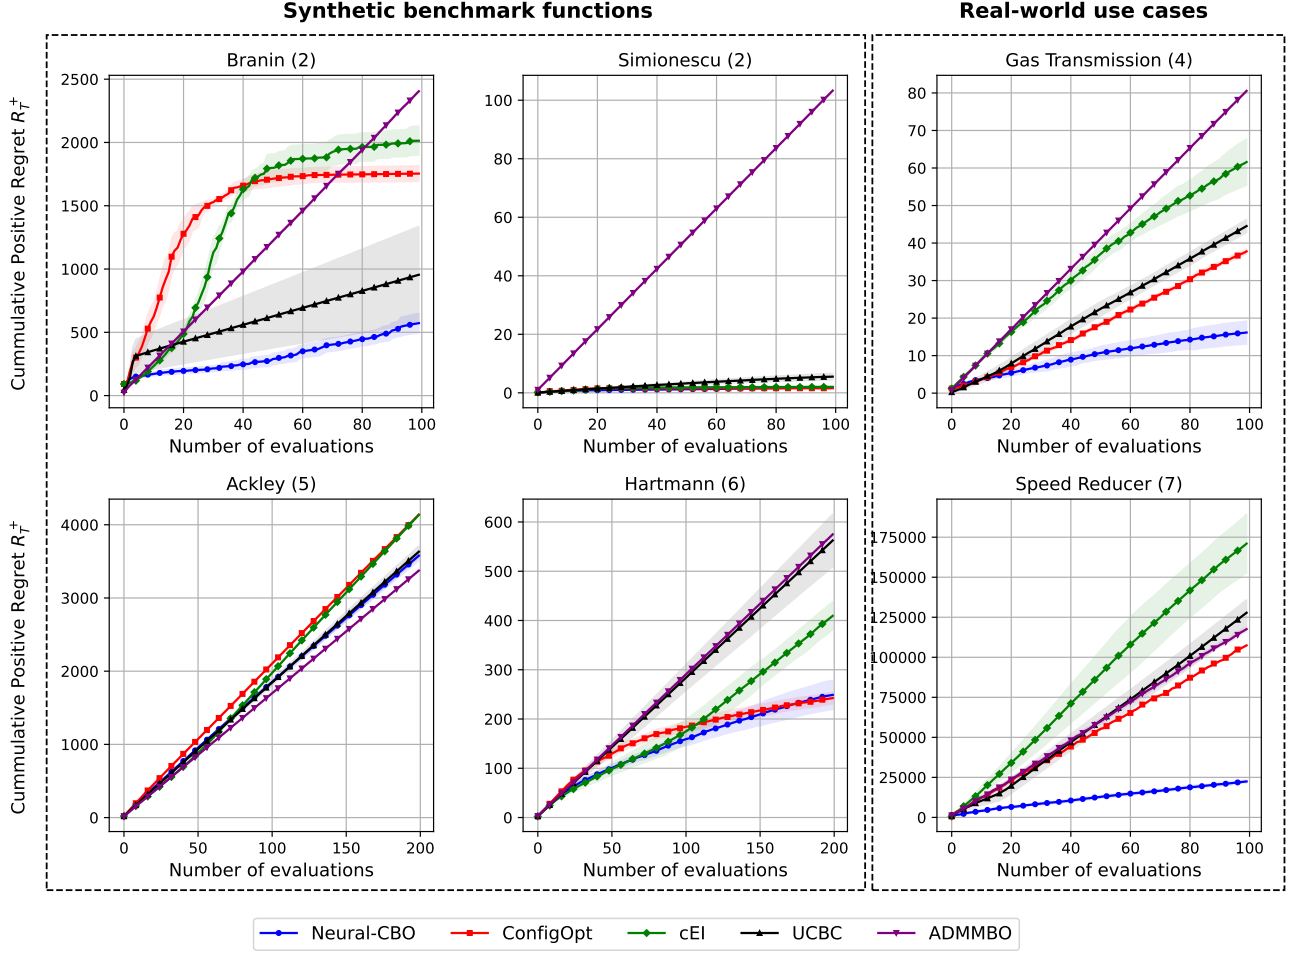 Synthetic benchmark functions
Real-world use cases
Branin (2)
Cummulative Positive Regret R_T^+
2500
2000
1500
1000
500
0
0 20 40 60 80 100
Number of evaluations
Simionescu (2)
100
80
60
40
20
0
0 20 40 60 80 100
Number of evaluations
Gas Transmission (4)
80
70
60
50
40
30
20
10
0
0 20 40 60 80 100
Number of evaluations
Ackley (5)
Cummulative Positive Regret R_T^+
4000
3000
2000
1000
0
0 50 100 150 200
Number of evaluations
Hartmann (6)
600
500
400
300
200
100
0
0 50 100 150 200
Number of evaluations
Speed Reducer (7)
175000
150000
125000
100000
75000
50000
25000
0
0 20 40 60 80 100
Number of evaluations
Neural-CBO ConfigOpt cEI UCBC ADMMBO